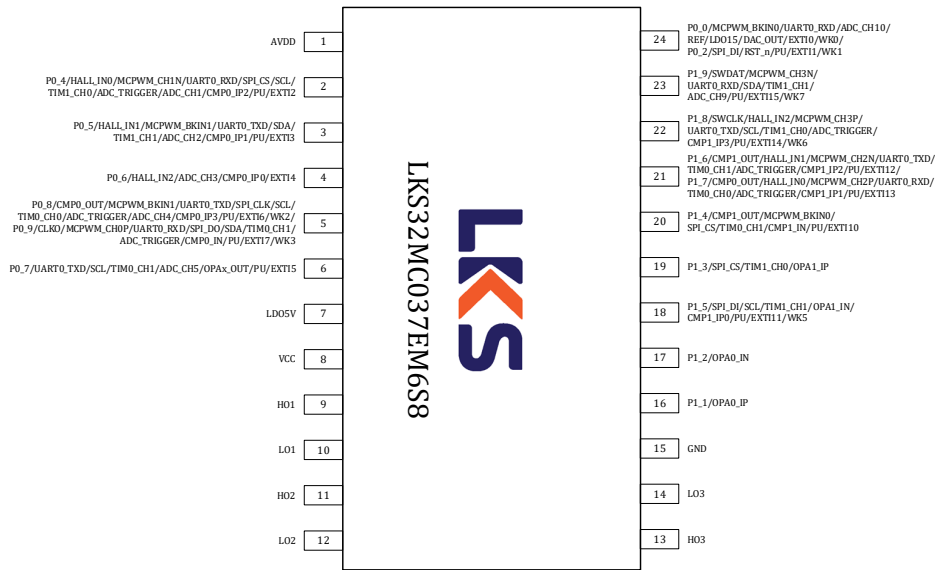 AVDD 1
P0_4/HALL_IN0/MCPWM_CH1N/UART0_RXD/SPI_CS/SCL/
TIM1_CH0/ADC_TRIGGER/ADC_CH1/CMP0_IP2/PU/EXTI2
2
P0_5/HALL_IN1/MCPWM_BKIN1/UART0_TXD/SDA/
TIM1_CH1/ADC_CH2/CMP0_IP1/PU/EXTI3
3
P0_6/HALL_IN2/ADC_CH3/CMP0_IP0/EXTI4 4
P0_8/CMP0_OUT/MCPWM_BKIN1/UART0_TXD/SPI_CLK/SCL/
TIM0_CH0/ADC_TRIGGER/ADC_CH4/CMP0_IP3/PU/EXTI6/WK2/
P0_9/CLKO/MCPWM_CH0P/UART0_RXD/SPI_DO/SDA/TIM0_CH1/
ADC_TRIGGER/CMP0_IN/PU/EXTI7/WK3
5
P0_7/UART0_TXD/SCL/TIM0_CH1/ADC_CH5/OPAx_OUT/PU/EXTI5 6
LDO5V 7
VCC 8
HO1 9
LO1 10
HO2 11
LO2 12
LKS32MC037EM6S8
LKS
24
P0_0/MCPWM_BKIN0/UART0_RXD/ADC_CH10/
REF/LDO15/DAC_OUT/EXTI0/WK0/
P0_2/SPI_DI/RST_n/PU/EXTI1/WK1
23
P1_9/SWDAT/MCPWM_CH3N/
UART0_RXD/SDA/TIM1_CH1/
ADC_CH9/PU/EXTI15/WK7
22
P1_8/SWCLK/HALL_IN2/MCPWM_CH3P/
UART0_TXD/SCL/TIM1_CH0/ADC_TRIGGER/
CMP1_IP3/PU/EXTI14/WK6
21
P1_6/CMP1_OUT/HALL_IN1/MCPWM_CH2N/UART0_TXD/
TIM0_CH1/ADC_TRIGGER/CMP1_IP2/PU/EXTI12/
P1_7/CMP0_OUT/HALL_IN0/MCPWM_CH2P/UART0_RXD/
TIM0_CH0/ADC_TRIGGER/CMP1_IP1/PU/EXTI13
20
P1_4/CMP1_OUT/MCPWM_BKIN0/
SPI_CS/TIM0_CH1/CMP1_IN/PU/EXTI10
19 P1_3/SPI_CS/TIM1_CH0/OPA1_IP
18
P1_5/SPI_DI/SCL/TIM1_CH1/OPA1_IN/
CMP1_IP0/PU/EXTI11/WK5
17 P1_2/OPA0_IN
16 P1_1/OPA0_IP
15 GND
14 LO3
13 HO3